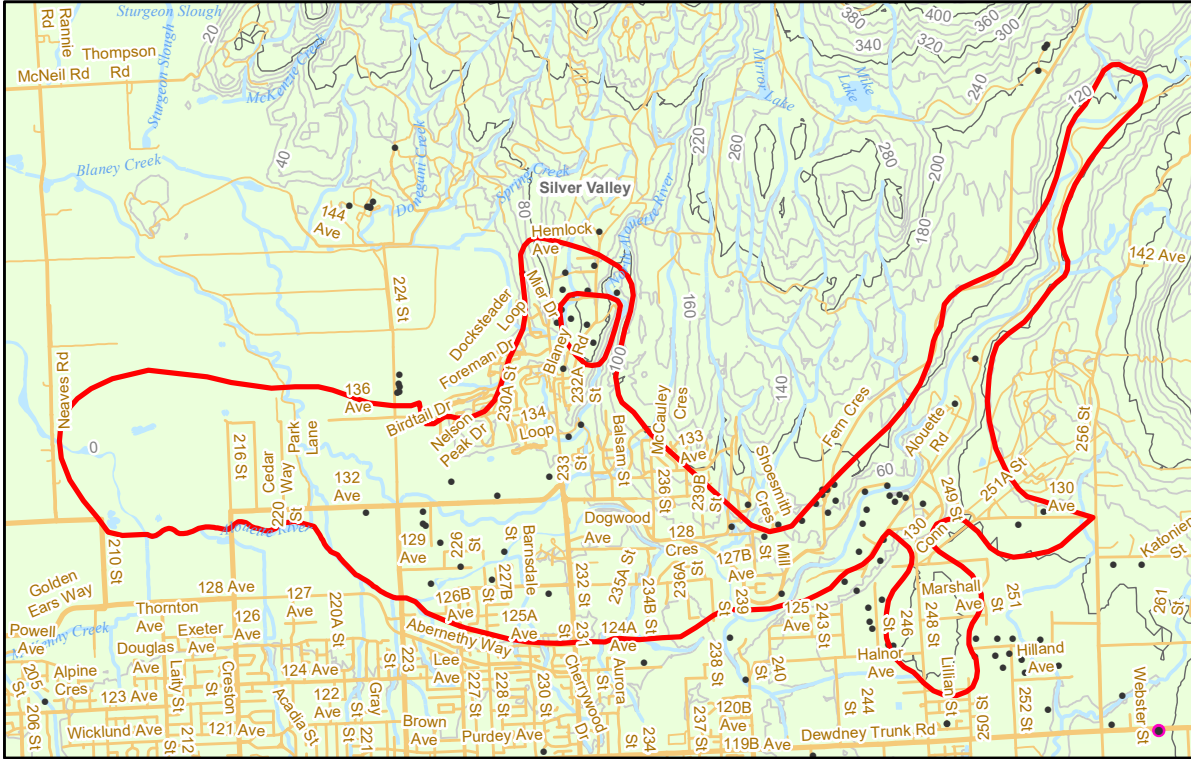 Sturgeon Slough
Rannie
Rd
Thompson
Rd
McNeil Rd
Sturgeon Slough
McKenzie Creek
20
40
Blaney Creek
Donegani Creek
Spring Creek
80
Silver Valley
144
Ave
Hemlock
Ave
North Alouette River
Mirror Lake
Mike
Lake
380
400
360
340
320
300
240
120
220
260
280
200
180
160
140
142 Ave
224 St
Mier Dr
Docksteader
Loop
Foreman Dr
Blaney
Rd
230A St
232A
St
100
Neaves Rd
0
136
Ave
Birdtail Dr
Nelson
Peak Dr
134
Loop
Balsam St
McCauley
Cres
133
Ave
Fern Cres
60
Alouette
Rd
256 St
251A St
130
Ave
249 St
130
Conn
216 St
Cedar
Way
Park
Lane
220
St
132
Ave
233
St
239 St
239B
St
Shoesmith
Cres
Alouette River
210 St
129
Ave
226
St
227B
St
Barnsdale
St
Dogwood
Ave
235A St
128
Cres
236A
St
127B
Ave
Mill
St
Katonien
St
Golden
Ears Way
128 Ave
127
Ave
126
Ave
126B
Ave
125A
Ave
232 St
234B St
239
St
125
Ave
243 St
246
St
248 St
Marshall
Ave
251
St
261
St
Powell
Ave
McKenny Creek
Thornton
Ave
Douglas
Ave
Exeter
Ave
220A St
Abernethy Way
231
St
124A
Ave
Hilland
Ave
205
St
Alpine
Cres
Laity St
Creston
St
124 Ave
223
St
Lee
Ave
Cherrywood
Dr
Aurora
St
238 St
240
St
Halnor
Ave
Lillian
St
Webster St
206 St
123 Ave
122
Ave
Acadia St
Gray
St
227 St
228 St
230 St
120B
Ave
244
St
250 St
252 St
Wicklund Ave
212
121 Ave
221
Brown
Ave
Purdey Ave
234
St
237 St
119B Ave
Dewdney Trunk Rd